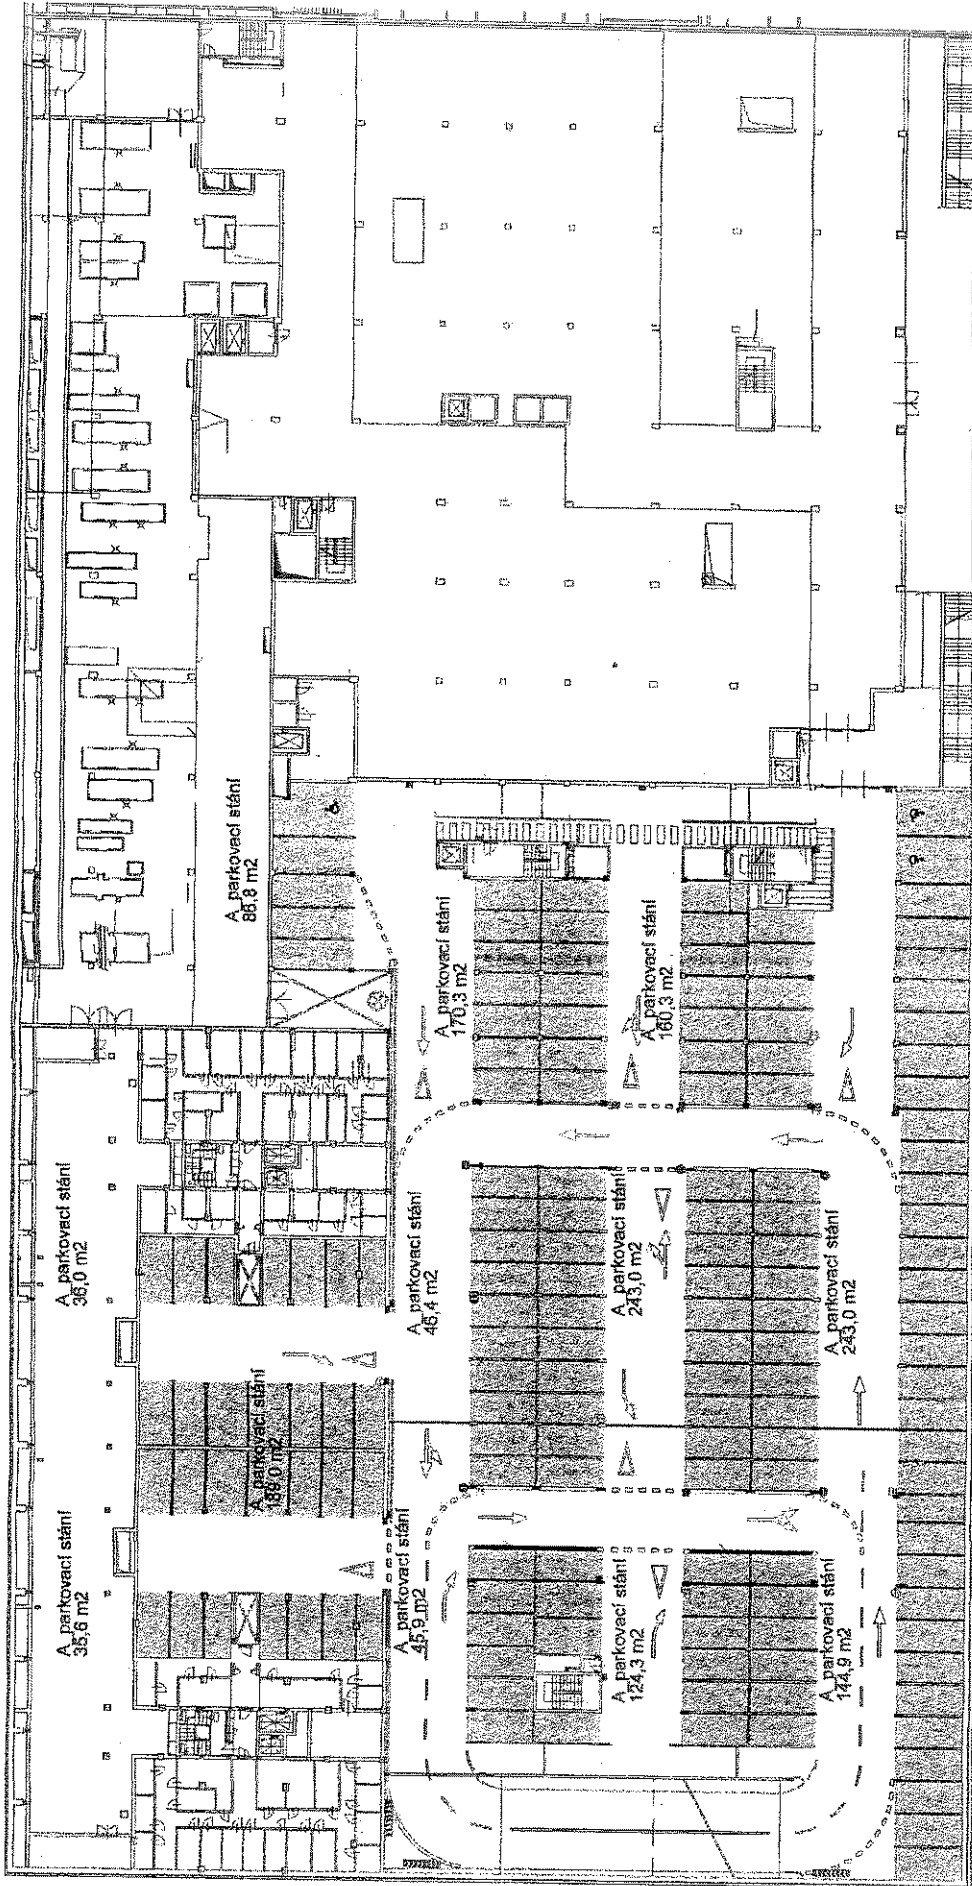 A_parkovací stání
86,8 m2
A_parkovací stání
170,3 m2
A_parkovací stání
160,3 m2
A_parkovací stání
36,0 m2
A_parkovací stání
45,4 m2
A_parkovací stání
243,0 m2
A_parkovací stání
243,0 m2
A_parkovací stání
189,0 m2
A_parkovací stání
35,6 m2
A_parkovací stání
45,9 m2
A_parkovací stání
124,3 m2
A_parkovací stání
144,9 m2